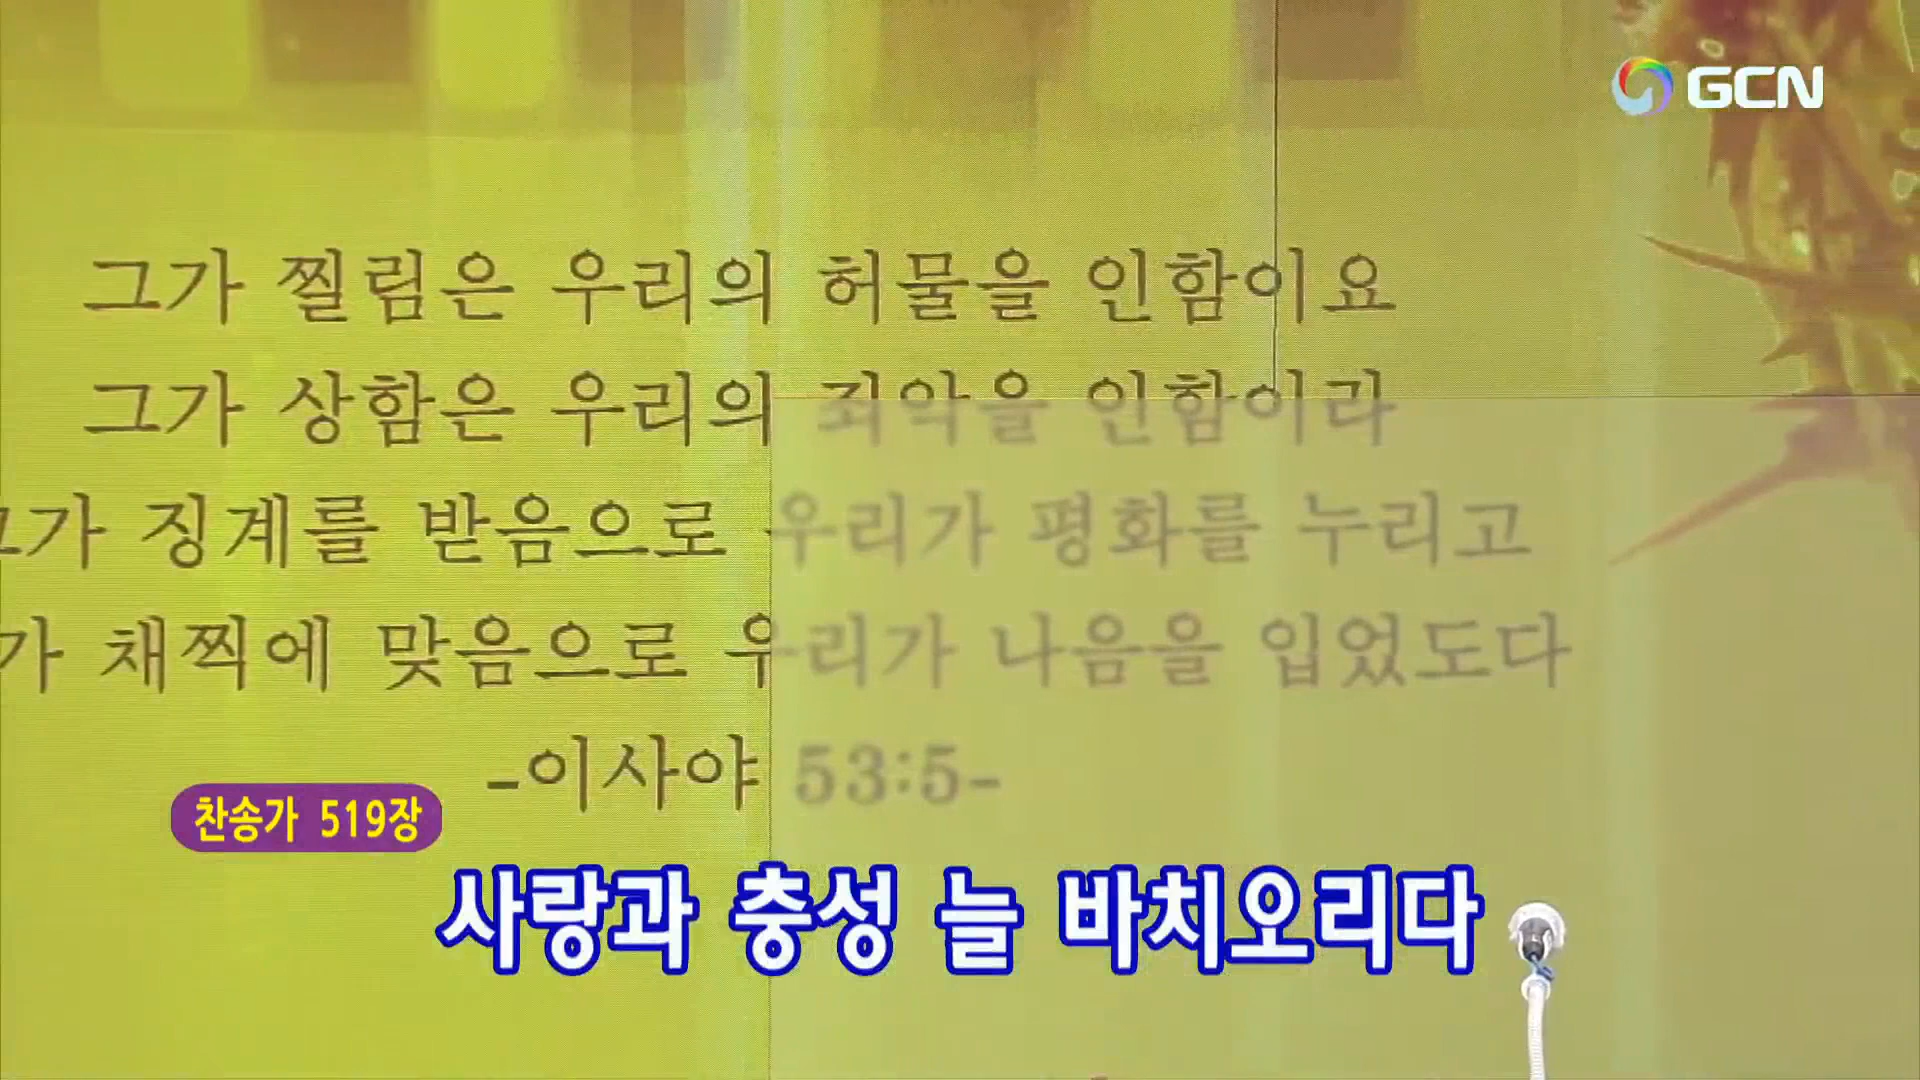 GCN
그가 찔림은 우리의 허물을 인함이요
그가 상함은 우리의 죄악을 인함이라
그가 징계를 받음으로 우리가 평화를 누리고
가 채찍에 맞음으로 우리가 나음을 입었도다
-이사야 53:5-
찬송가 519장
사랑과 충성 늘 바치오리다